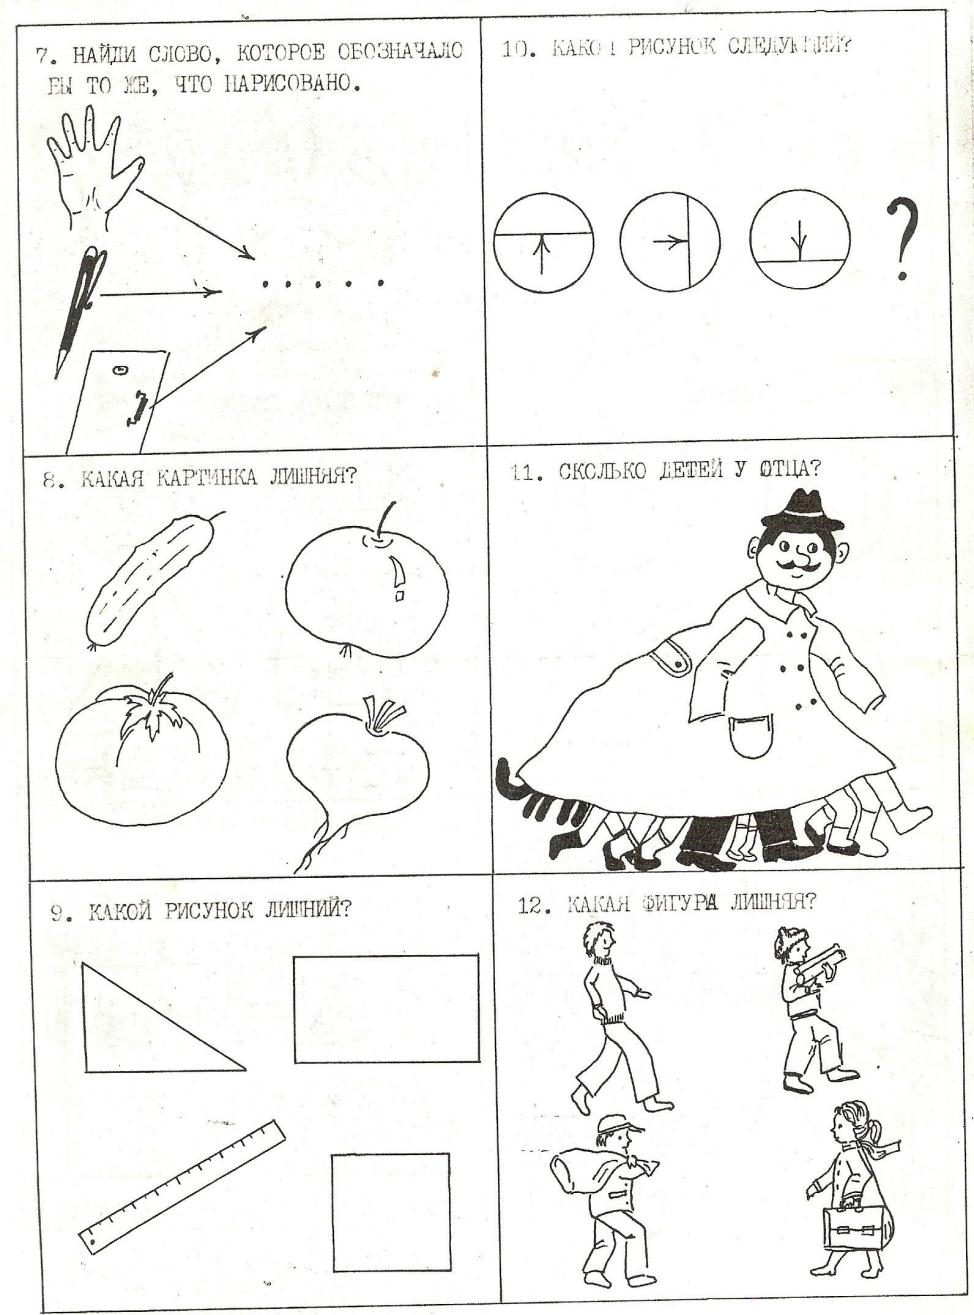 7. НАЙДИ СЛОВО, КОТОРОЕ ОБОЗНАЧАЛО
БЫ ТО ЖЕ, ЧТО НАРИСОВАНО.
10. КАКОЙ РИСУНОК СЛЕДУЮЩИЙ?
?
8. КАКАЯ КАРТИНКА ЛИШНЯЯ?
11. СКОЛЬКО ДЕТЕЙ У ОТЦА?
9. КАКОЙ РИСУНОК ЛИШНИЙ?
12. КАКАЯ ФИГУРА ЛИШНЯЯ?